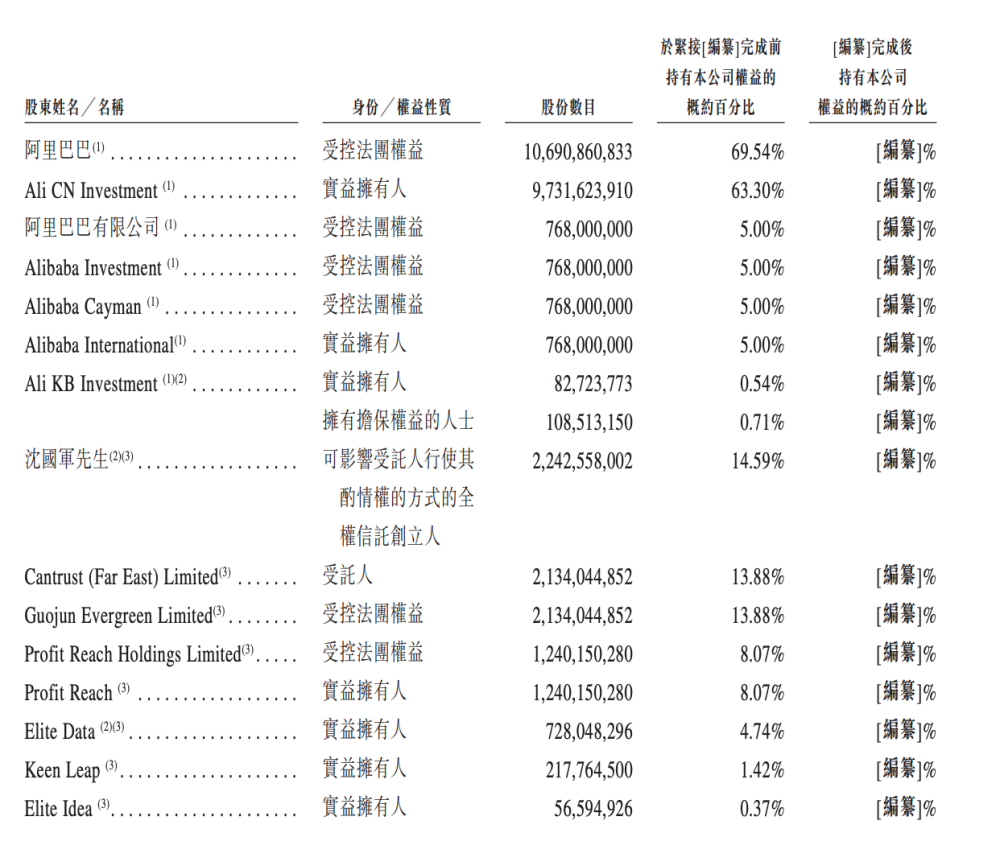 於緊接[編纂]完成前 [編纂]完成後
持有本公司權益的 持有本公司
股東姓名／名稱 身份／權益性質 股份數目 概約百分比 權益的概約百分比
阿里巴巴(1) ..................... 受控法團權益 10,690,860,833 69.54% [編纂]%
Ali CN Investment (1) ............. 實益擁有人 9,731,623,910 63.30% [編纂]%
阿里巴巴有限公司 (1) ............. 受控法團權益 768,000,000 5.00% [編纂]%
Alibaba Investment (1) ............. 受控法團權益 768,000,000 5.00% [編纂]%
Alibaba Cayman (1) ............... 受控法團權益 768,000,000 5.00% [編纂]%
Alibaba International(1) ............ 實益擁有人 768,000,000 5.00% [編纂]%
Ali KB Investment (1)(2) ............ 實益擁有人 82,723,773 0.54% [編纂]%
擁有擔保權益的人士 108,513,150 0.71% [編纂]%
沈國軍先生(2)(3) .................. 可影響受託人行使其 2,242,558,002 14.59% [編纂]%
酌情權的方式的全
權信託創立人
Cantrust (Far East) Limited(3) ....... 受託人 2,134,044,852 13.88% [編纂]%
Guojun Evergreen Limited(3) ........ 受控法團權益 2,134,044,852 13.88% [編纂]%
Profit Reach Holdings Limited(3) ..... 受控法團權益 1,240,150,280 8.07% [編纂]%
Profit Reach (3) .................. 實益擁有人 1,240,150,280 8.07% [編纂]%
Elite Data (2)(3) ................... 實益擁有人 728,048,296 4.74% [編纂]%
Keen Leap (3) .................... 實益擁有人 217,764,500 1.42% [編纂]%
Elite Idea (3) ..................... 實益擁有人 56,594,926 0.37% [編纂]%